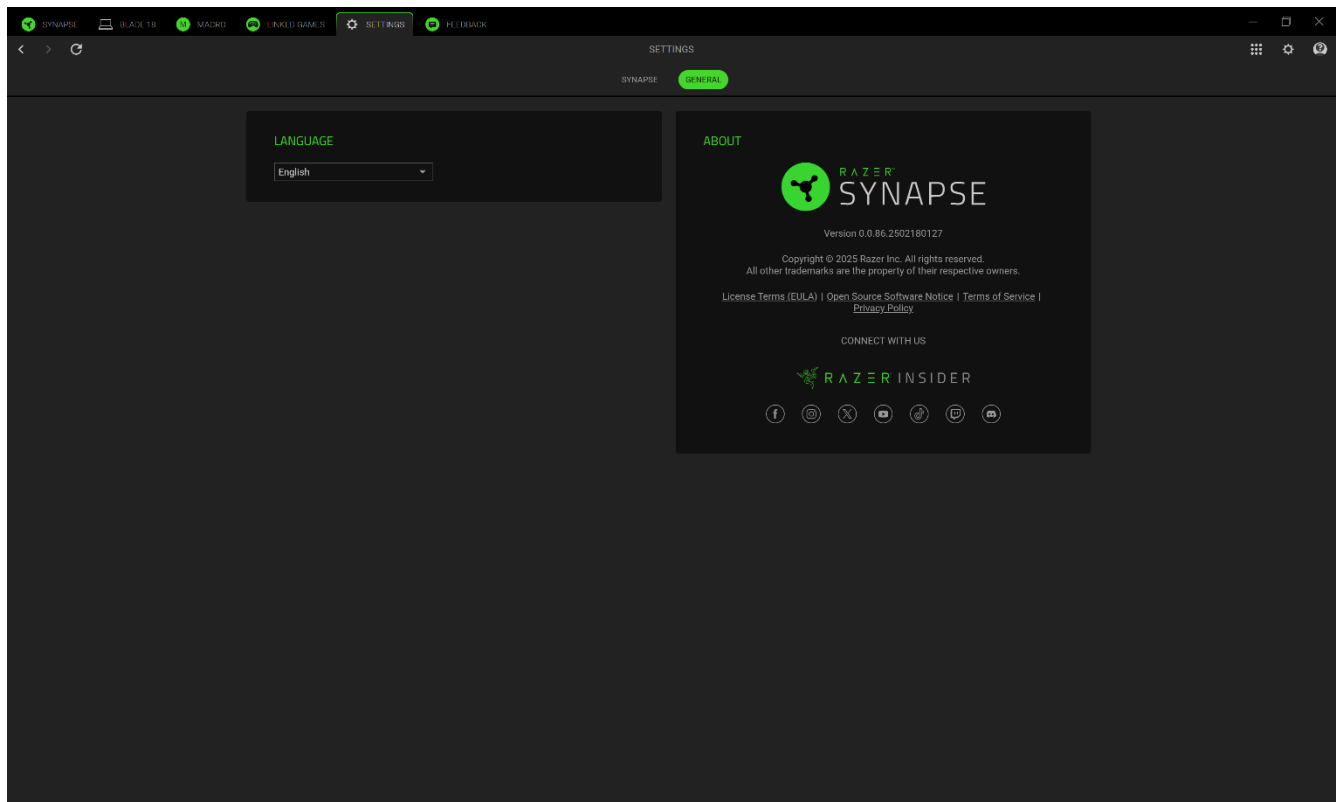 SYNAPSE BLADE 18 MACRO LINKED GAMES SETTINGS FEEDBACK
SETTINGS
SYNAPSE GENERAL
LANGUAGE
English
ABOUT
RAZER
SYNAPSE
Version 0.0.86.2502180127
Copyright © 2025 Razer Inc. All rights reserved.
All other trademarks are the property of their respective owners.
License Terms (EULA) | Open Source Software Notice | Terms of Service |
Privacy Policy
CONNECT WITH US
RAZER INSIDER